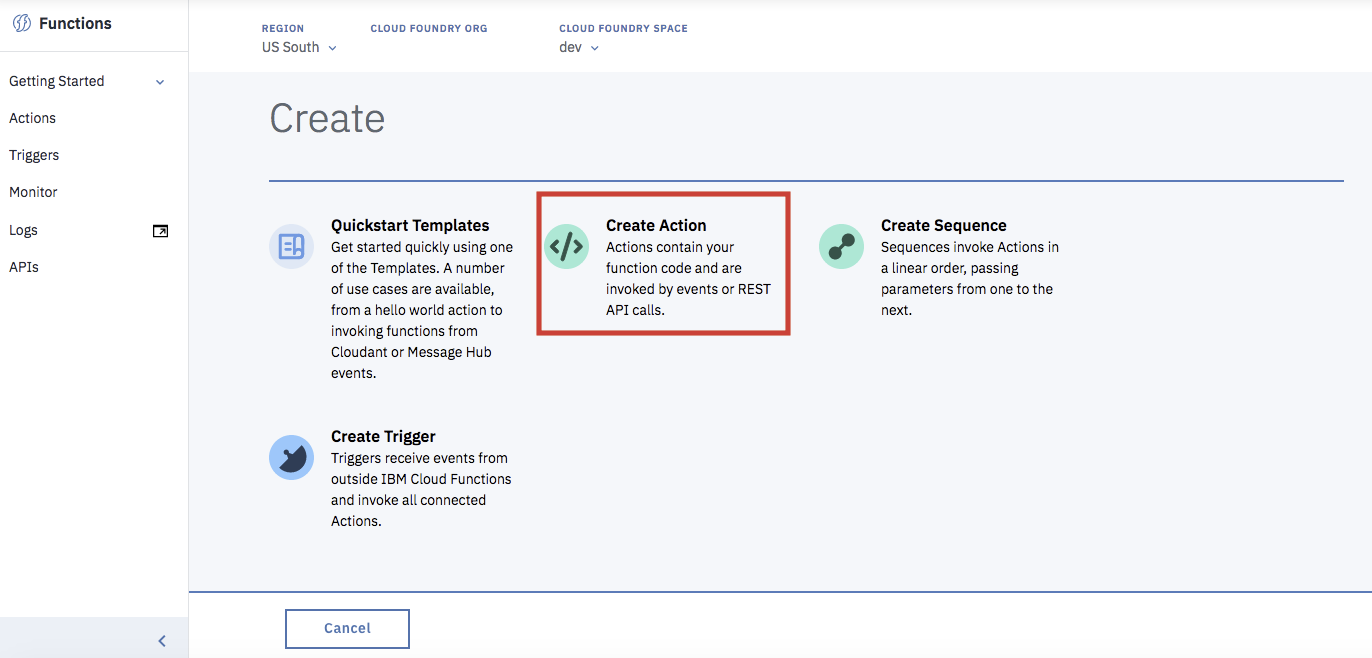 Functions
Getting Started
Actions
Triggers
Monitor
Logs
APIs
REGION
US South
CLOUD FOUNDRY ORG
CLOUD FOUNDRY SPACE
dev
Create
Quickstart Templates
Get started quickly using one
of the Templates. A number
of use cases are available,
from a hello world action to
invoking functions from
Cloudant or Message Hub
events.
Create Action
Actions contain your
function code and are
invoked by events or REST
API calls.
Create Sequence
Sequences invoke Actions in
a linear order, passing
parameters from one to the
next.
Create Trigger
Triggers receive events from
outside IBM Cloud Functions
and invoke all connected
Actions.
Cancel